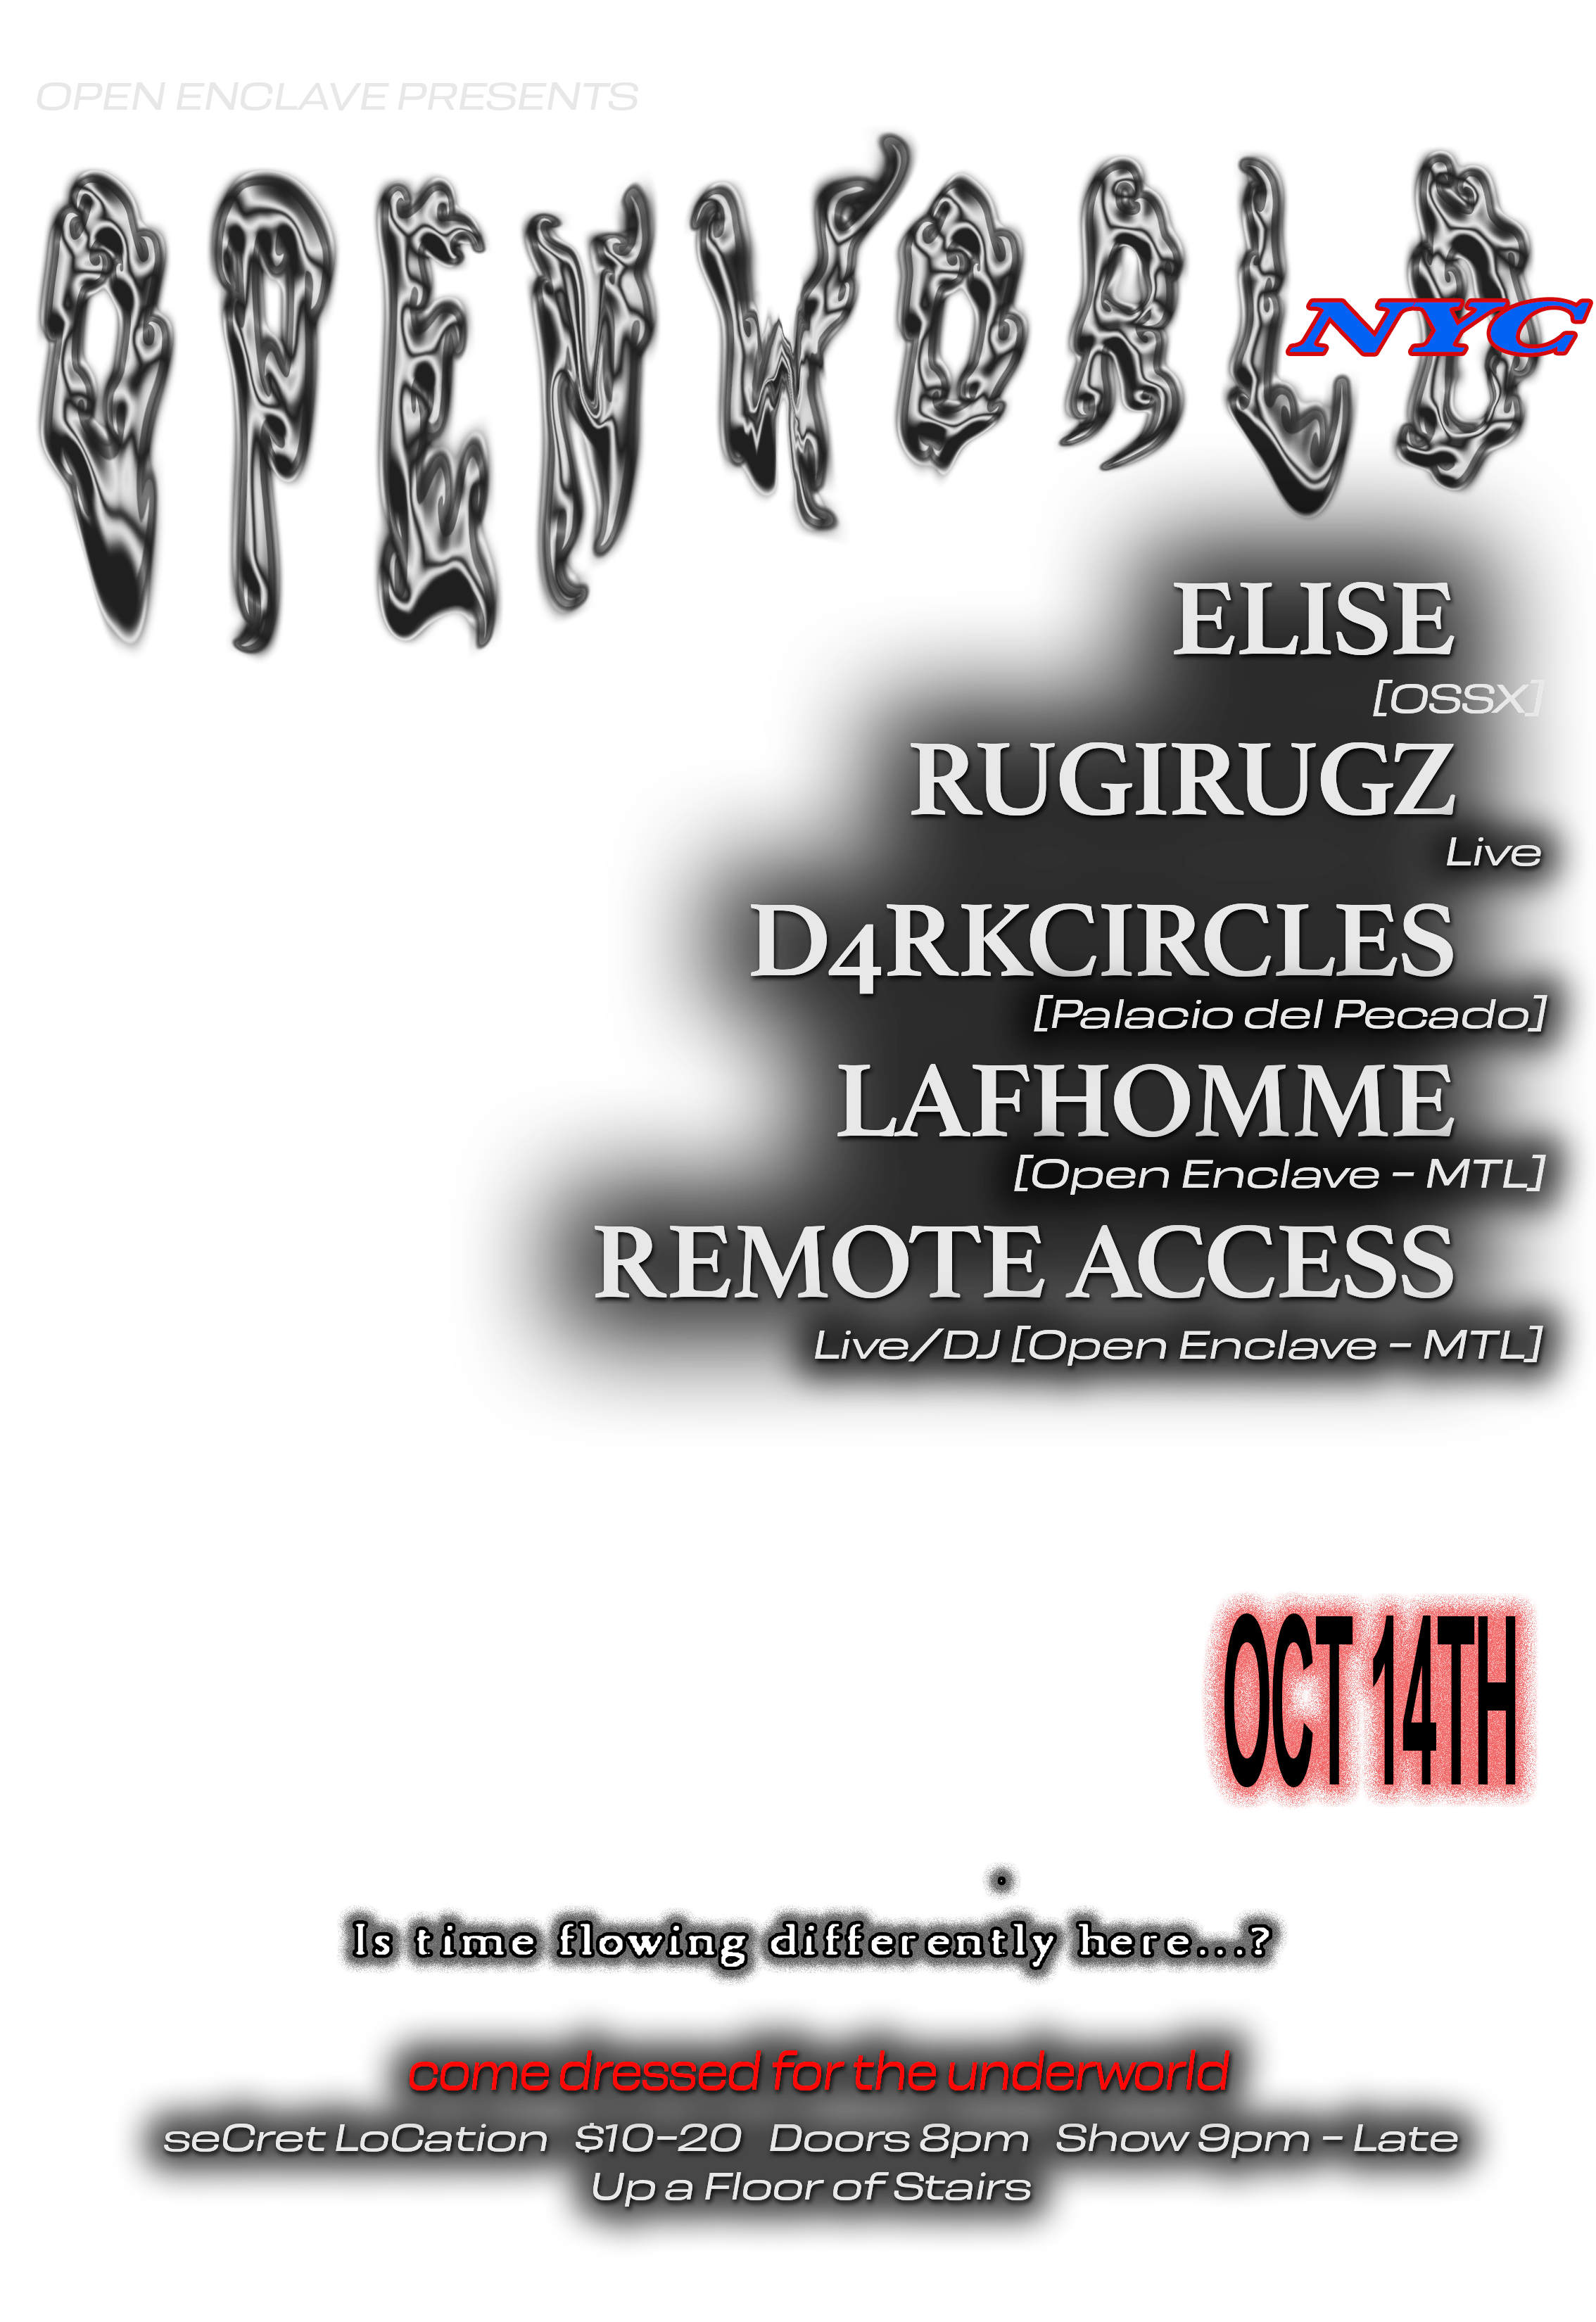 OPEN ENCLAVE PRESENTS
OPENWORLD
NYC
ELISE
[OSSX]
RUGIRUGZ
Live
D4RKCIRCLES
[Palacio del Pecado]
LAFHOMME
[Open Enclave - MTL]
REMOTE ACCESS
Live/DJ [Open Enclave - MTL]
OCT 14TH
Is time flowing differently here...?
come dressed for the underworld
seCret LoCation $10-20 Doors 8pm Show 9pm - Late
Up a Floor of Stairs